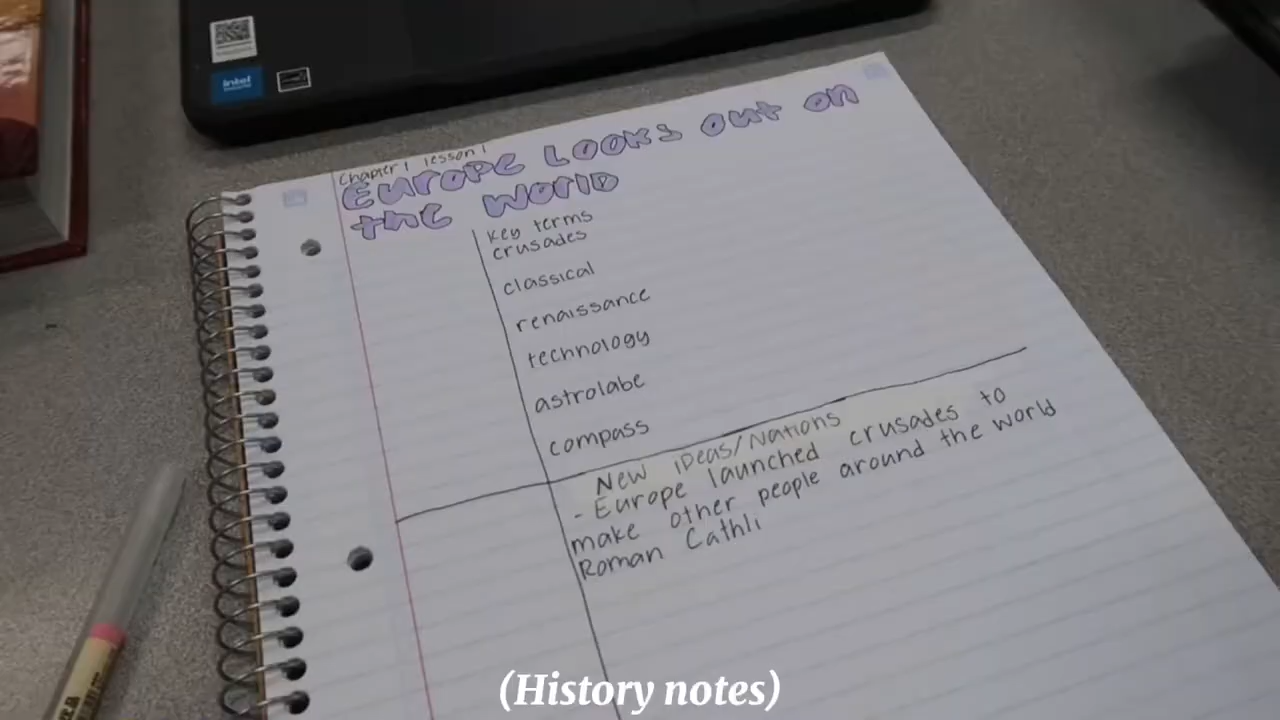 intel
Chapter 1 lesson 1
Europe Looks out on
the World
key terms
crusades
classical
renaissance
technology
astrolabe
compass
New ideas/Nations
- Europe launched crusades to
make other people around the world
Roman Cathli
(History notes)